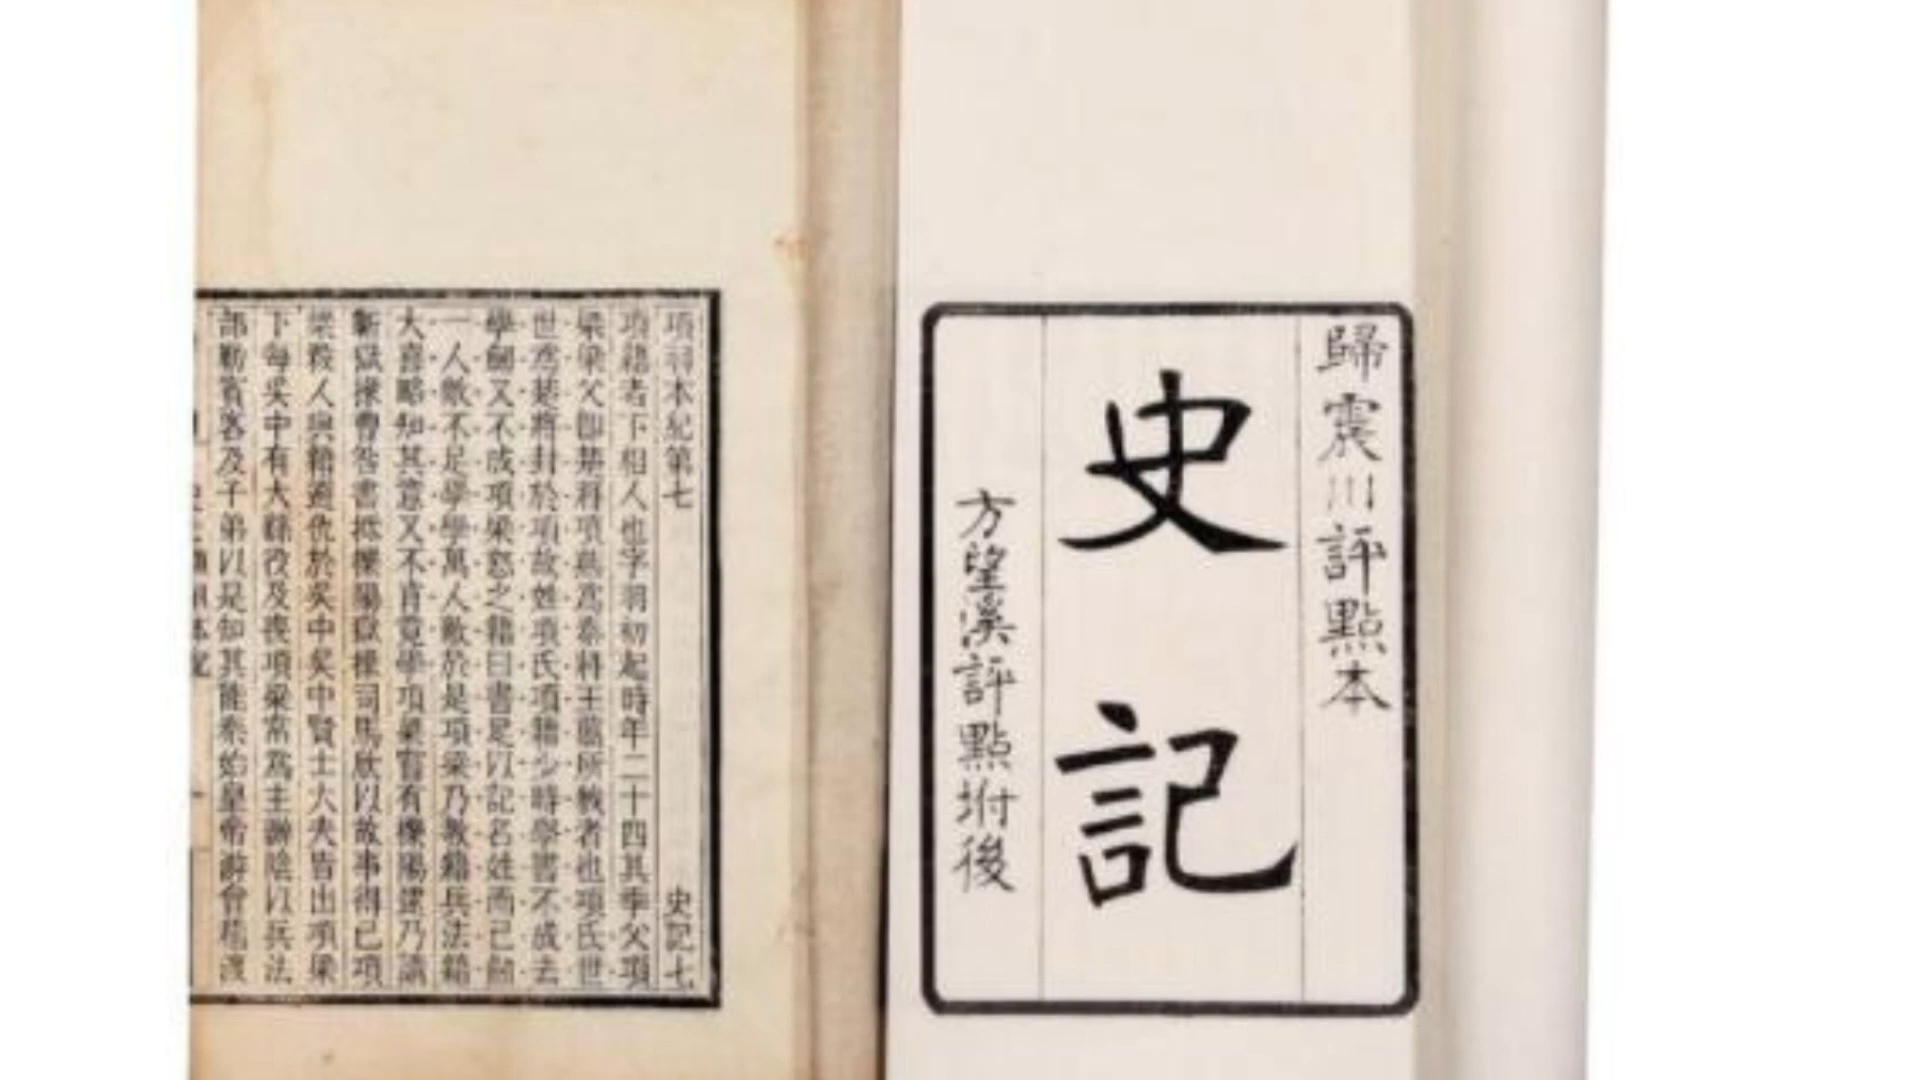 歸震川評點本
史記
方望溪評點坿後
項羽本紀第七 史記七
項籍者下相人也字羽初起時年二十四其季父項
梁梁父卽楚將項燕爲秦將王翦所戮者也項氏世
世爲楚將封於項故姓項氏項籍少時學書不成去
學劍又不成項梁怒之籍曰書足以記名姓而已劍
一人敵不足學學萬人敵於是項梁乃敎籍兵法籍
大喜略知其意又不肯竟學項梁嘗有櫟陽逮乃請
蘄獄掾曹咎書抵櫟陽獄掾司馬欣以故事得已項
梁殺人與籍避仇於吳中吳中賢士大夫皆出項梁
下每吳中有大繇役及喪項梁常爲主辦陰以兵法
部勒賓客及子弟以是知其能秦始皇帝游會稽渡